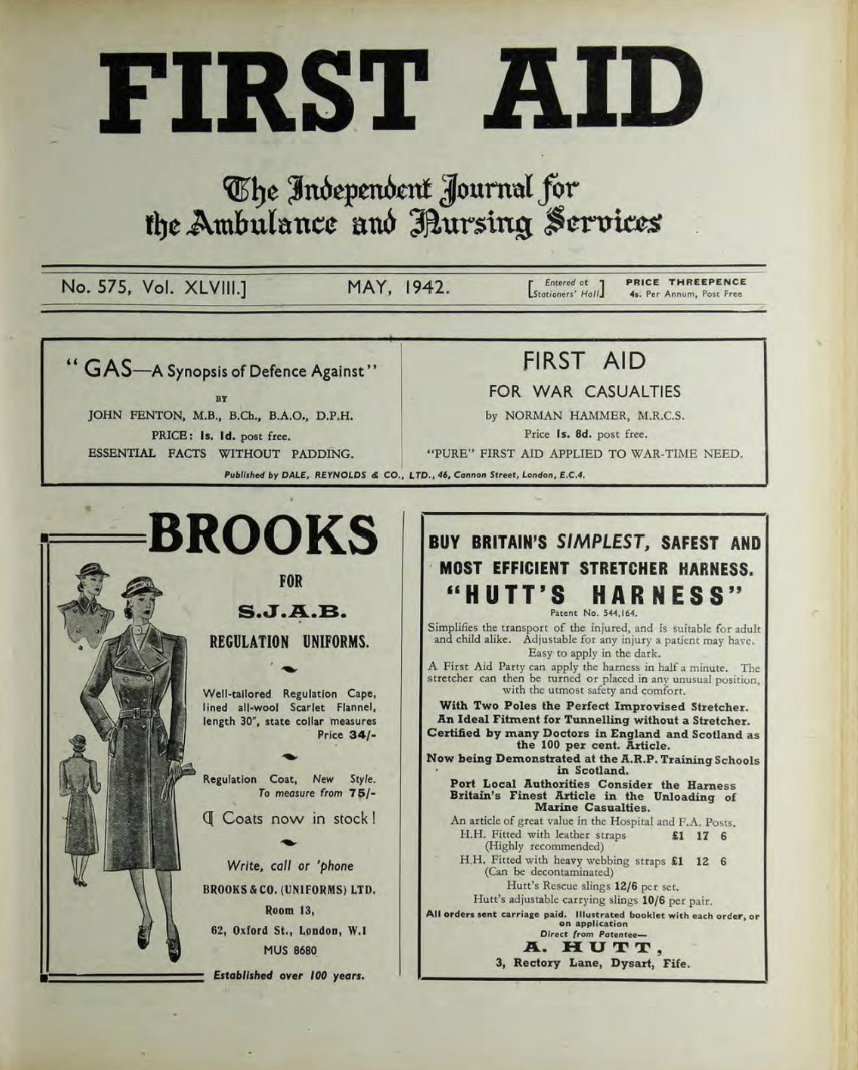 FIRST AID
The Independent Journal for
the Ambulance and Nursing Services
No. 575, Vol. XLVIII.]
MAY, 1942.
[ Entered at ]
[Stationers' Hall]
PRICE THREEPENCE
4s. Per Annum, Post Free
"GAS—A Synopsis of Defence Against"
BY
JOHN FENTON, M.B., B.Ch., B.A.O., D.P.H.
PRICE: 1s. 1d. post free.
ESSENTIAL FACTS WITHOUT PADDING.
FIRST AID
FOR WAR CASUALTIES
by NORMAN HAMMER, M.R.C.S.
Price 1s. 8d. post free.
"PURE" FIRST AID APPLIED TO WAR-TIME NEED.
Published by DALE, REYNOLDS & CO., LTD., 46, Cannon Street, London, E.C.4.
BROOKS
FOR
S.J.A.B.
REGULATION UNIFORMS.
Well-tailored Regulation Cape,
lined all-wool Scarlet Flannel,
length 30", state collar measures
Price 34/-
Regulation Coat, New Style.
To measure from 75/-
¶ Coats now in stock!
Write, call or 'phone
BROOKS & CO. (UNIFORMS) LTD.
Room 13,
62, Oxford St., London, W.1
MUS 8680
Established over 100 years.
BUY BRITAIN'S SIMPLEST, SAFEST AND
MOST EFFICIENT STRETCHER HARNESS.
"HUTT'S HARNESS"
Patent No. 544,164.
Simplifies the transport of the injured, and is suitable for adult
and child alike. Adjustable for any injury a patient may have.
Easy to apply in the dark.
A First Aid Party can apply the harness in half a minute. The
stretcher can then be turned or placed in any unusual position,
with the utmost safety and comfort.
With Two Poles the Perfect Improvised Stretcher.
An Ideal Fitment for Tunnelling without a Stretcher.
Certified by many Doctors in England and Scotland as
the 100 per cent. Article.
Now being Demonstrated at the A.R.P. Training Schools
in Scotland.
Port Local Authorities Consider the Harness
Britain's Finest Article in the Unloading of
Marine Casualties.
An article of great value in the Hospital and F.A. Posts.
H.H. Fitted with leather straps £1 17 6
(Highly recommended)
H.H. Fitted with heavy webbing straps £1 12 6
(Can be decontaminated)
Hutt's Rescue slings 12/6 per set.
Hutt's adjustable carrying slings 10/6 per pair.
All orders sent carriage paid. Illustrated booklet with each order, or
on application
Direct from Patentee—
A. HUTT,
3, Rectory Lane, Dysart, Fife.